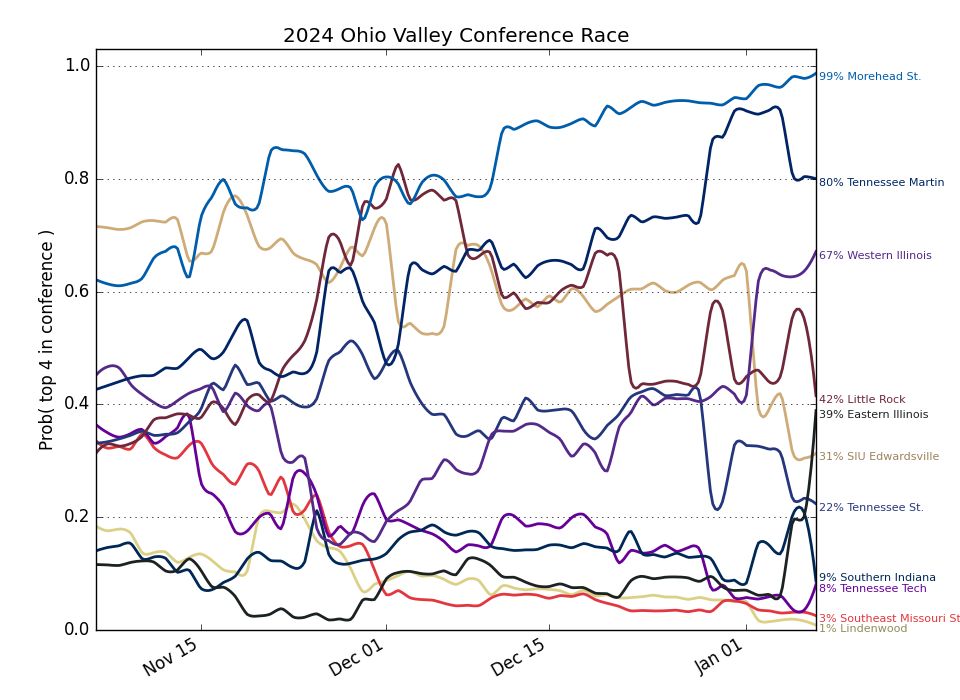 2024 Ohio Valley Conference Race
Prob( top 4 in conference )
1.0
0.8
0.6
0.4
0.2
0.0
Nov 15
Dec 01
Dec 15
Jan 01
99% Morehead St.
80% Tennessee Martin
67% Western Illinois
42% Little Rock
39% Eastern Illinois
31% SIU Edwardsville
22% Tennessee St.
9% Southern Indiana
8% Tennessee Tech
3% Southeast Missouri St
1% Lindenwood